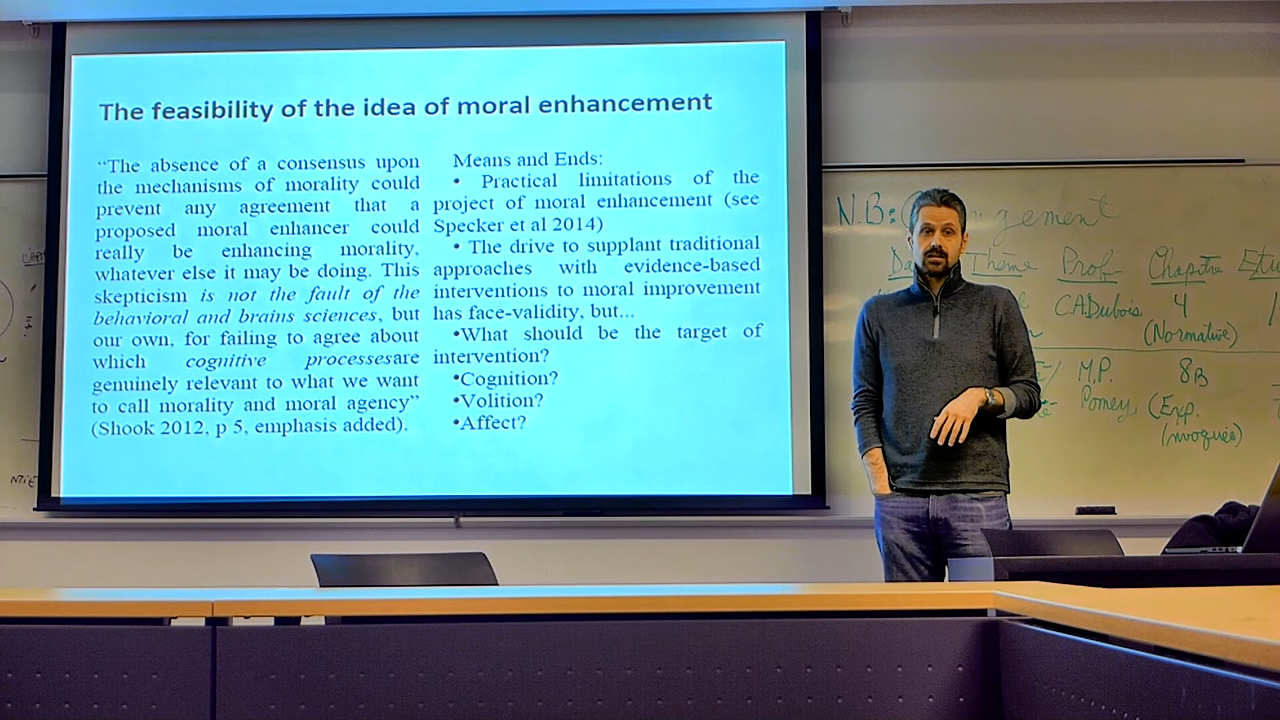 The feasibility of the idea of moral enhancement
“The absence of a consensus upon
the mechanisms of morality could
prevent any agreement that a
proposed moral enhancer could
really be enhancing morality,
whatever else it may be doing. This
skepticism is not the fault of the
behavioral and brains sciences, but
our own, for failing to agree about
which cognitive processesare
genuinely relevant to what we want
to call morality and moral agency”
(Shook 2012, p 5, emphasis added).
Means and Ends:
• Practical limitations of the
project of moral enhancement (see
Specker et al 2014)
• The drive to supplant traditional
approaches with evidence-based
interventions to moral improvement
has face-validity, but...
•What should be the target of
intervention?
•Cognition?
•Volition?
•Affect?
N.B:
Thème Prof. Chapitre
C.A.Dubois 4
(Normative)
M.P. 8B
Pomey (Exp.